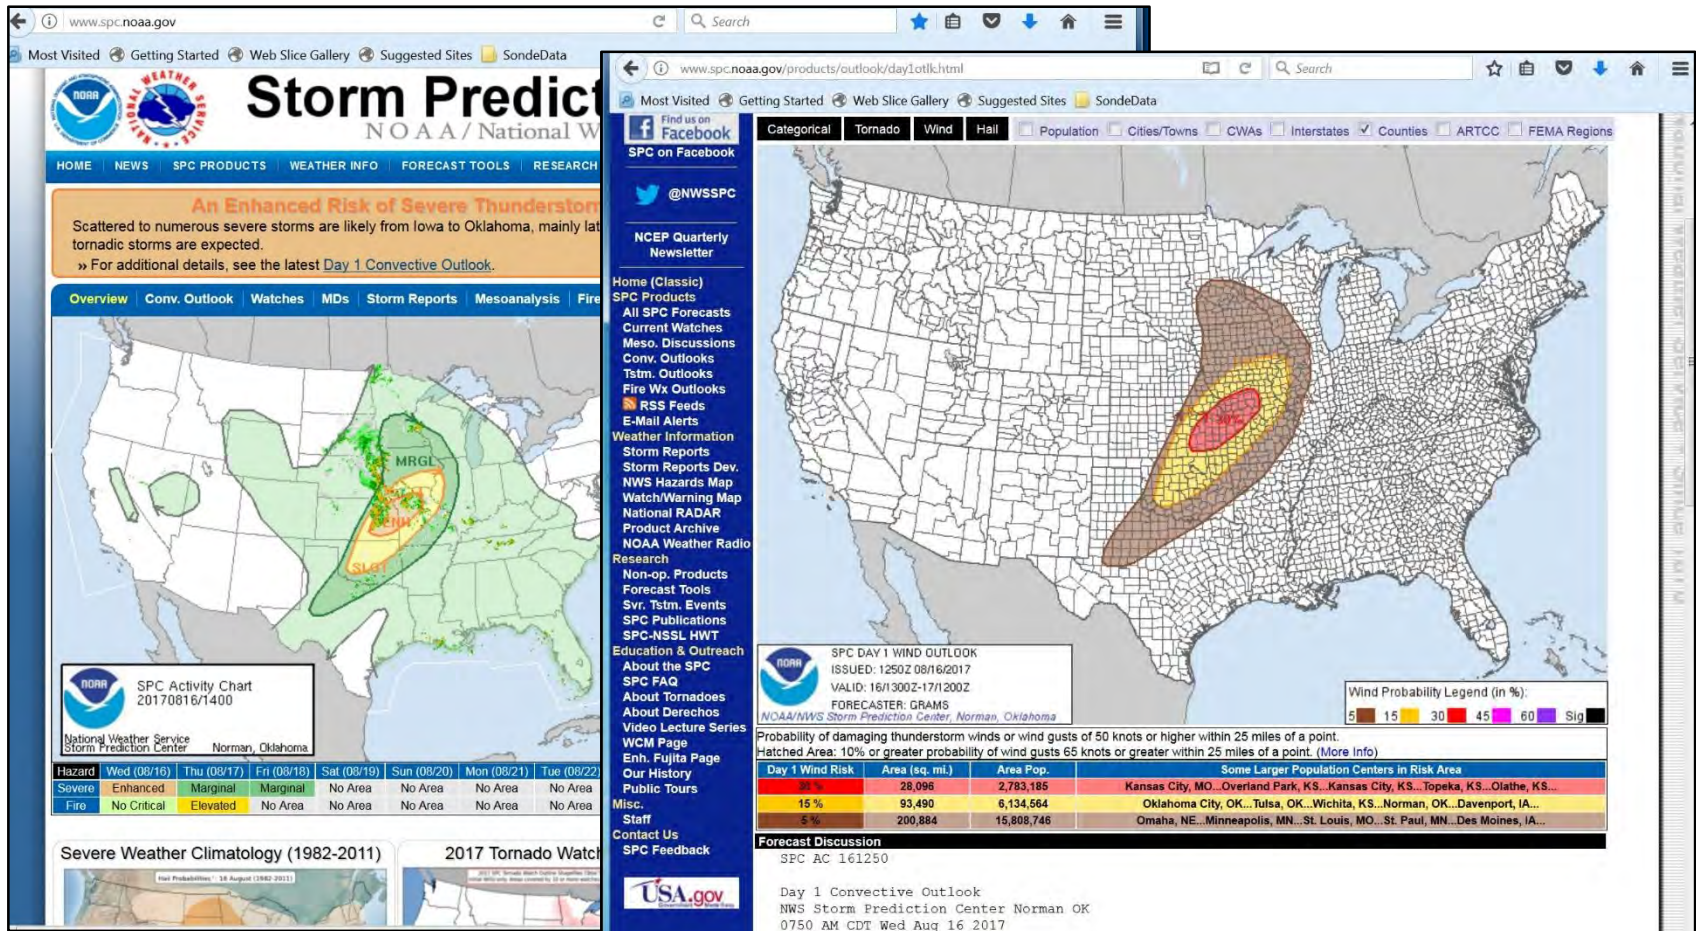 www.spc.noaa.gov
Search
Most Visited Getting Started Web Slice Gallery Suggested Sites SondeData
NOAA
NATIONAL WEATHER SERVICE
Storm Predict
NOAA / National W
HOME NEWS SPC PRODUCTS WEATHER INFO FORECAST TOOLS RESEARCH
An Enhanced Risk of Severe Thunderstor
Scattered to numerous severe storms are likely from Iowa to Oklahoma, mainly lat
tornadic storms are expected.
» For additional details, see the latest Day 1 Convective Outlook.
Overview Conv. Outlook Watches MDs Storm Reports Mesoanalysis Fire
MRGL
ENH
SLGT
NOAA
SPC Activity Chart
20170816/1400
National Weather Service
Storm Prediction Center Norman, Oklahoma
Hazard Wed (08/16) Thu (08/17) Fri (08/18) Sat (08/19) Sun (08/20) Mon (08/21) Tue (08/22)
Severe Enhanced Marginal Marginal No Area No Area No Area No Area
Fire No Critical Elevated No Area No Area No Area No Area No Area
Severe Weather Climatology (1982-2011)
2017 Tornado Watch
Hail Probabilities: 16 August (1982-2011)
www.spc.noaa.gov/products/outlook/day1otlk.html
Search
Most Visited Getting Started Web Slice Gallery Suggested Sites SondeData
Find us on
Facebook
SPC on Facebook
@NWSSPC
NCEP Quarterly
Newsletter
Home (Classic)
SPC Products
All SPC Forecasts
Current Watches
Meso. Discussions
Conv. Outlooks
Tstm. Outlooks
Fire Wx Outlooks
RSS Feeds
E-Mail Alerts
Weather Information
Storm Reports
Storm Reports Dev.
NWS Hazards Map
Watch/Warning Map
National RADAR
Product Archive
NOAA Weather Radio
Research
Non-op. Products
Forecast Tools
Svr. Tstm. Events
SPC Publications
SPC-NSSL HWT
Education & Outreach
About the SPC
SPC FAQ
About Tornadoes
About Derechos
Video Lecture Series
WCM Page
Enh. Fujita Page
Our History
Public Tours
Misc.
Staff
Contact Us
SPC Feedback
USA.gov
Categorical Tornado Wind Hail Population Cities/Towns CWAs Interstates Counties ARTCC FEMA Regions
30%
NOAA
SPC DAY 1 WIND OUTLOOK
ISSUED: 1250Z 08/16/2017
VALID: 16/1300Z-17/1200Z
FORECASTER: GRAMS
NOAA/NWS Storm Prediction Center, Norman, Oklahoma
Wind Probability Legend (in %):
5 15 30 45 60 Sig
Probability of damaging thunderstorm winds or wind gusts of 50 knots or higher within 25 miles of a point.
Hatched Area: 10% or greater probability of wind gusts 65 knots or greater within 25 miles of a point. (More Info)
Day 1 Wind Risk Area (sq. mi.) Area Pop. Some Larger Population Centers in Risk Area
30 % 28,096 2,783,185 Kansas City, MO...Overland Park, KS...Kansas City, KS...Topeka, KS...Olathe, KS...
15 % 93,490 6,134,564 Oklahoma City, OK...Tulsa, OK...Wichita, KS...Norman, OK...Davenport, IA...
5 % 200,884 15,808,746 Omaha, NE...Minneapolis, MN...St. Louis, MO...St. Paul, MN...Des Moines, IA...
Forecast Discussion
SPC AC 161250
Day 1 Convective Outlook
NWS Storm Prediction Center Norman OK
0750 AM CDT Wed Aug 16 2017